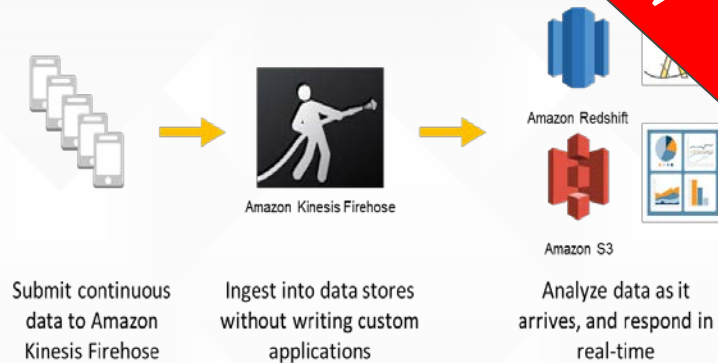 Amazon Redshift
Amazon Kinesis Firehose
Amazon S3
Submit continuous
data to Amazon
Kinesis Firehose
Ingest into data stores
without writing custom
applications
Analyze data as it
arrives, and respond in
real-time